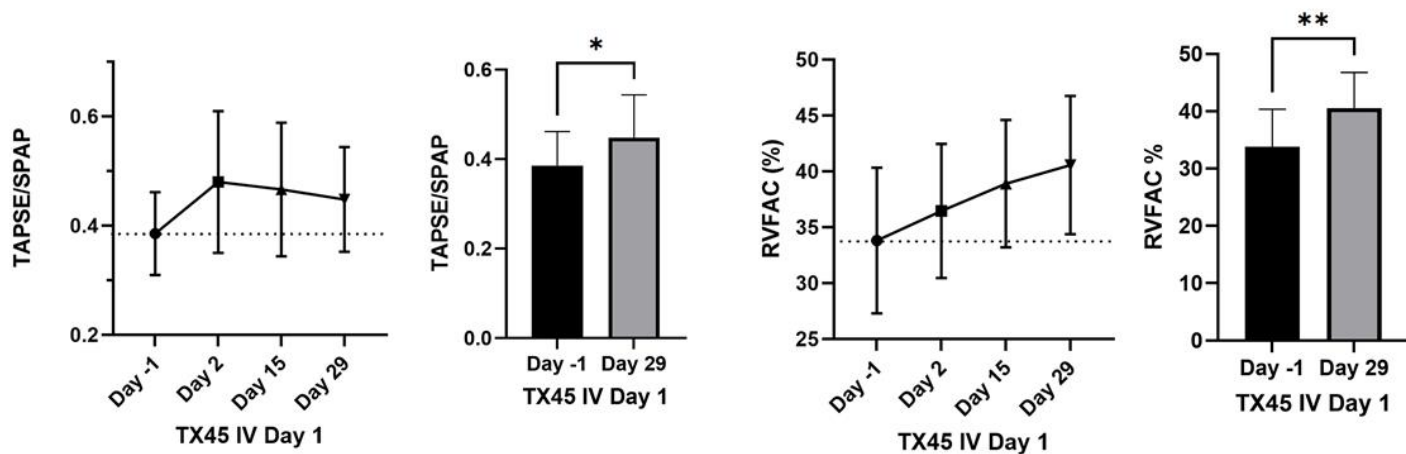 TAPSE/SPAP
0.6
0.4
0.2
Day -1
Day 2
Day 15
Day 29
TX45 IV Day 1
TAPSE/SPAP
0.6
0.4
0.2
0.0
*
Day -1 Day 29
TX45 IV Day 1
RVFAC (%)
50
45
40
35
30
25
Day -1
Day 2
Day 15
Day 29
TX45 IV Day 1
RVFAC %
50
40
30
20
10
0
**
Day -1 Day 29
TX45 IV Day 1